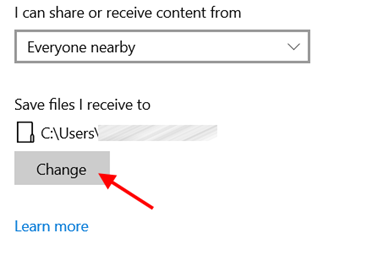 I can share or receive content from
Everyone nearby
Save files I receive to
C:\Users\
Change
Learn more